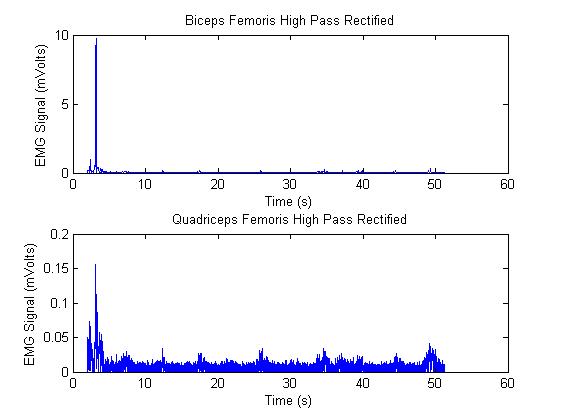 Biceps Femoris High Pass Rectified
10
5
0
EMG Signal (mVolts)
0 10 20 30 40 50 60
Time (s)
Quadriceps Femoris High Pass Rectified
0.2
0.15
0.1
0.05
0
EMG Signal (mVolts)
0 10 20 30 40 50 60
Time (s)